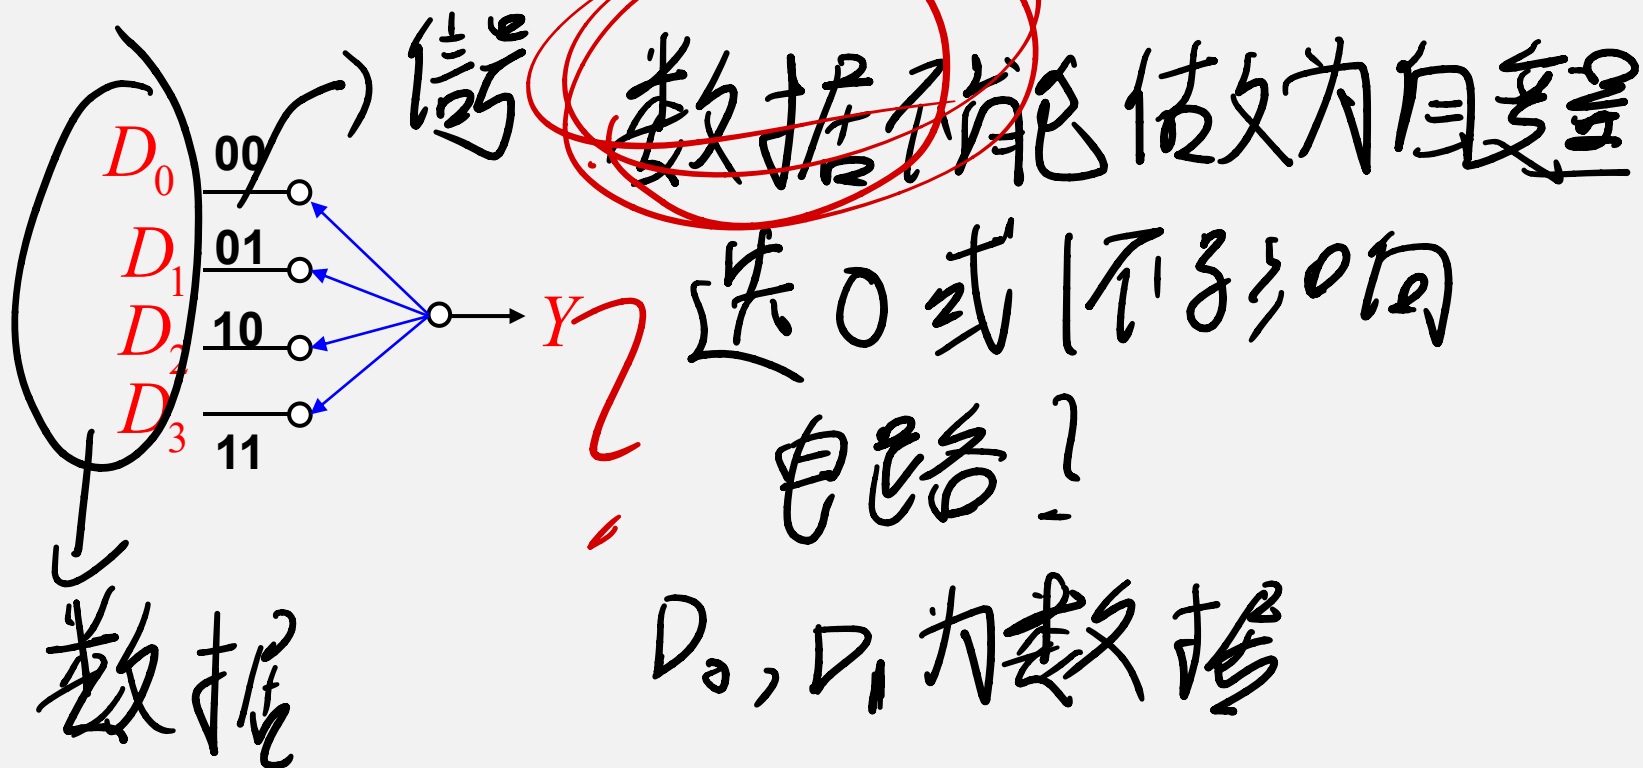 信号 数据不能做为自变量
D0 00
D1 01
D2 10
D3 11
Y
选0或1不影响
电路?
D0,D1为数据
数据